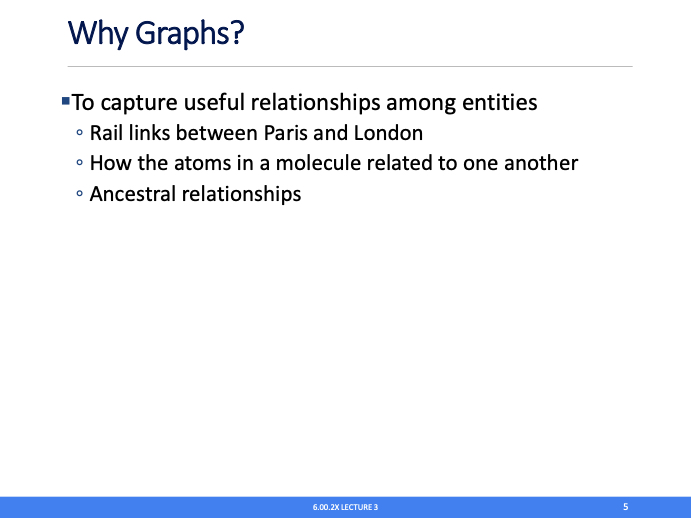 Why Graphs?
▪To capture useful relationships among entities
◦ Rail links between Paris and London
◦ How the atoms in a molecule related to one another
◦ Ancestral relationships
6.00.2X LECTURE 3
5